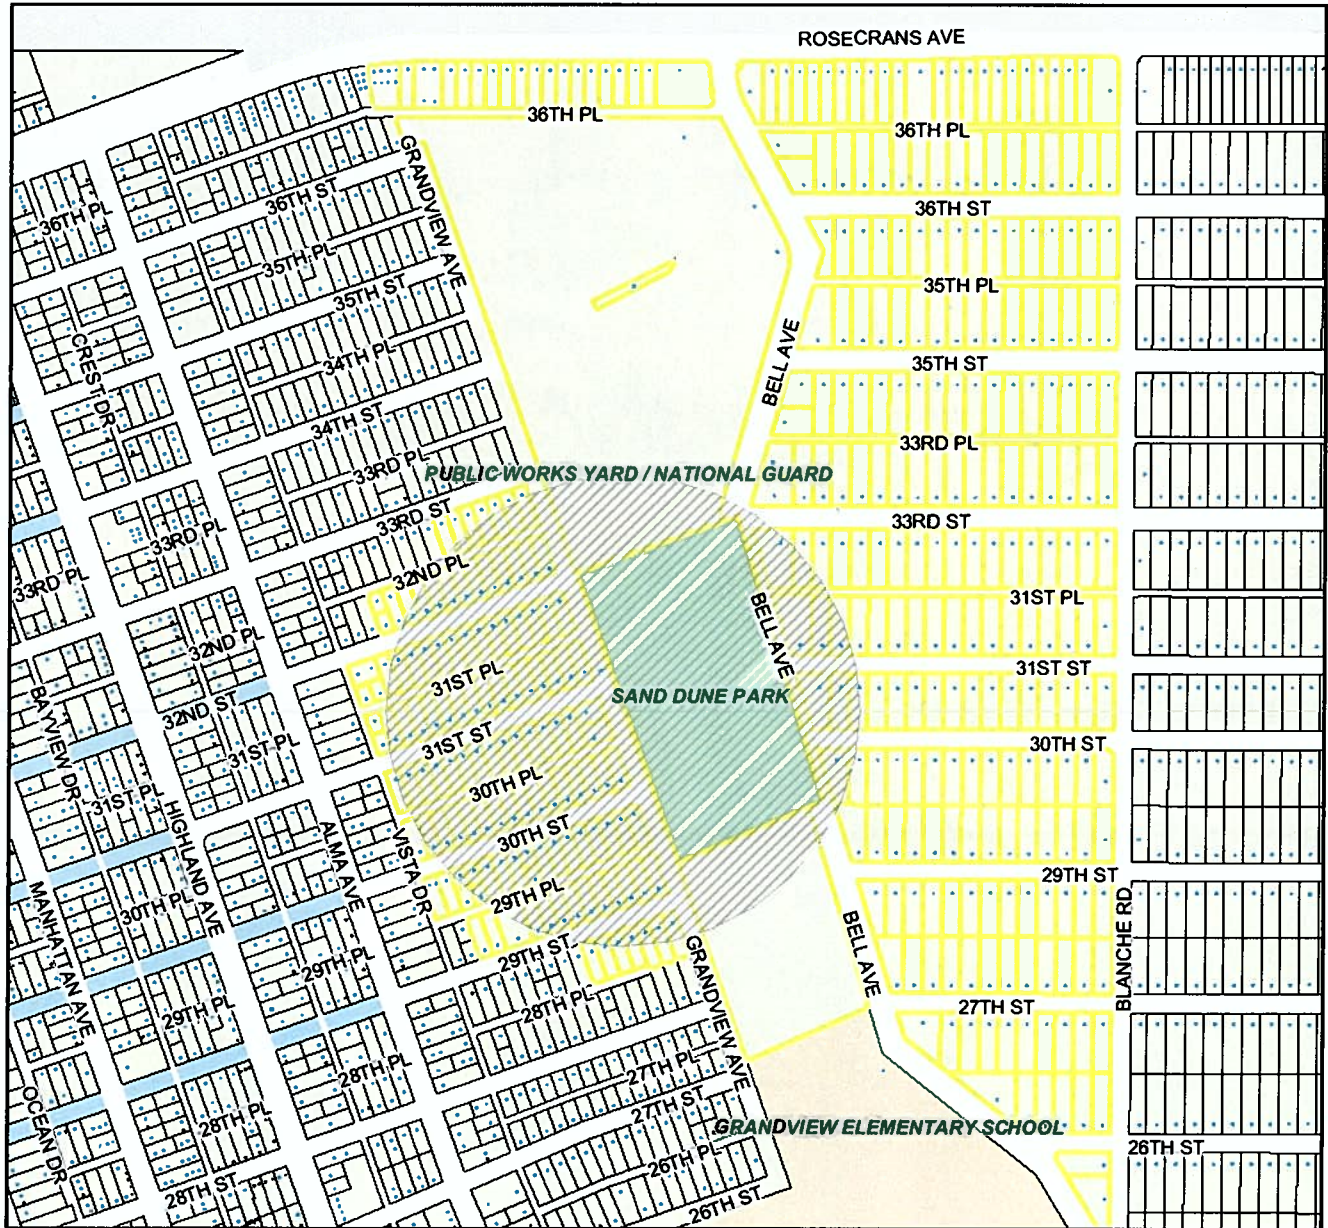 ROSECRANS AVE
36TH PL
36TH PL
GRANDVIEW AVE
36TH ST
36TH PL
36TH ST
35TH PL
35TH ST
35TH PL
BELL AVE
34TH PL
35TH ST
CREST DR
34TH ST
33RD PL
33RD PL
PUBLIC WORKS YARD / NATIONAL GUARD
33RD ST
33RD ST
33RD PL
32ND PL
33RD PL
31ST PL
BELL AVE
32ND PL
31ST ST
31ST PL
SAND DUNE PARK
BAYVIEW DR
32ND ST
31ST ST
30TH ST
31ST PL
30TH PL
31ST PL
HIGHLAND AVE
ALMA AVE
VISTA DR
30TH ST
29TH ST
29TH PL
MANHATTAN AVE
30TH PL
BELL AVE
BLANCHE RD
29TH ST
GRANDVIEW AVE
29TH PL
28TH PL
27TH ST
29TH PL
28TH PL
27TH PL
27TH ST
OCEAN DR
28TH PL
GRANDVIEW ELEMENTARY SCHOOL
26TH ST
26TH PL
28TH ST
26TH ST